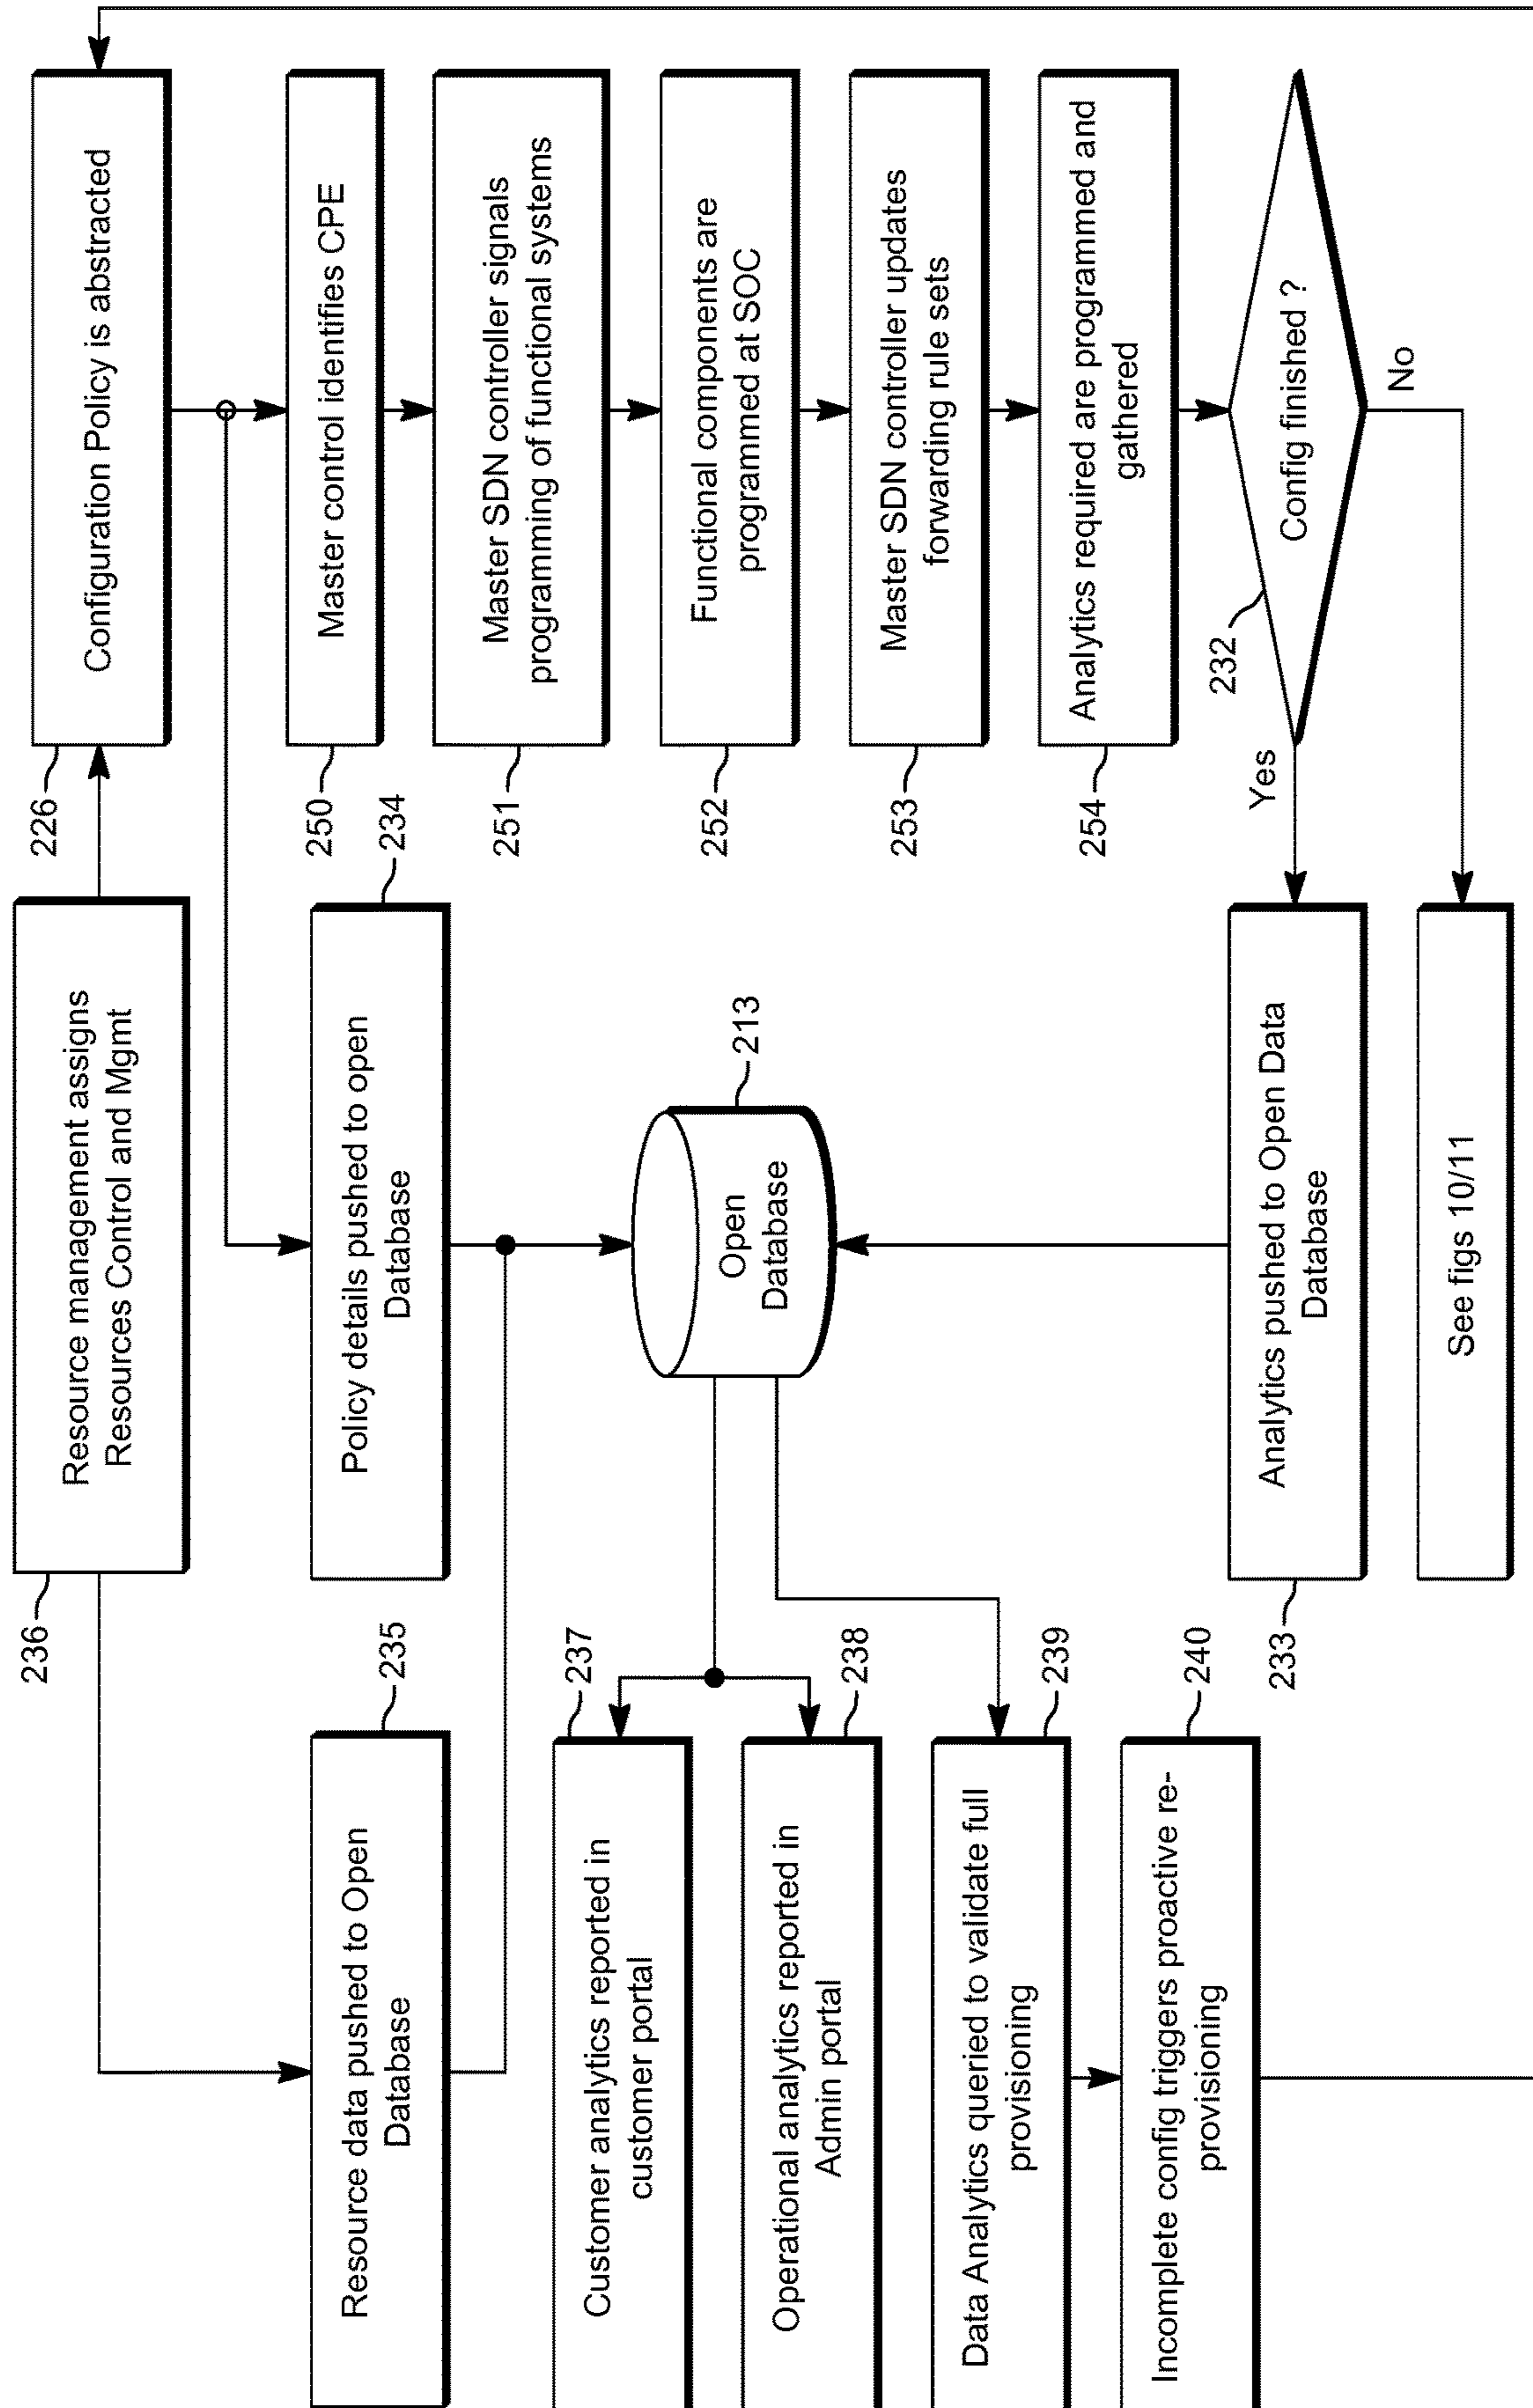 236
Resource management assigns
Resources Control and Mgmt
226
Configuration Policy is abstracted
235
Resource data pushed to Open
Database
234
Policy details pushed to open
Database
250
Master control identifies CPE
251
Master SDN controller signals
programming of functional systems
237
Customer analytics reported in
customer portal
213
Open
Database
252
Functional components are
programmed at SOC
238
Operational analytics reported in
Admin portal
253
Master SDN controller updates
forwarding rule sets
239
Data Analytics queried to validate full
provisioning
254
Analytics required are programmed and
gathered
240
Incomplete config triggers proactive re-
provisioning
233
Analytics pushed to Open Data
Database
Yes
232
Config finished ?
No
See figs 10/11